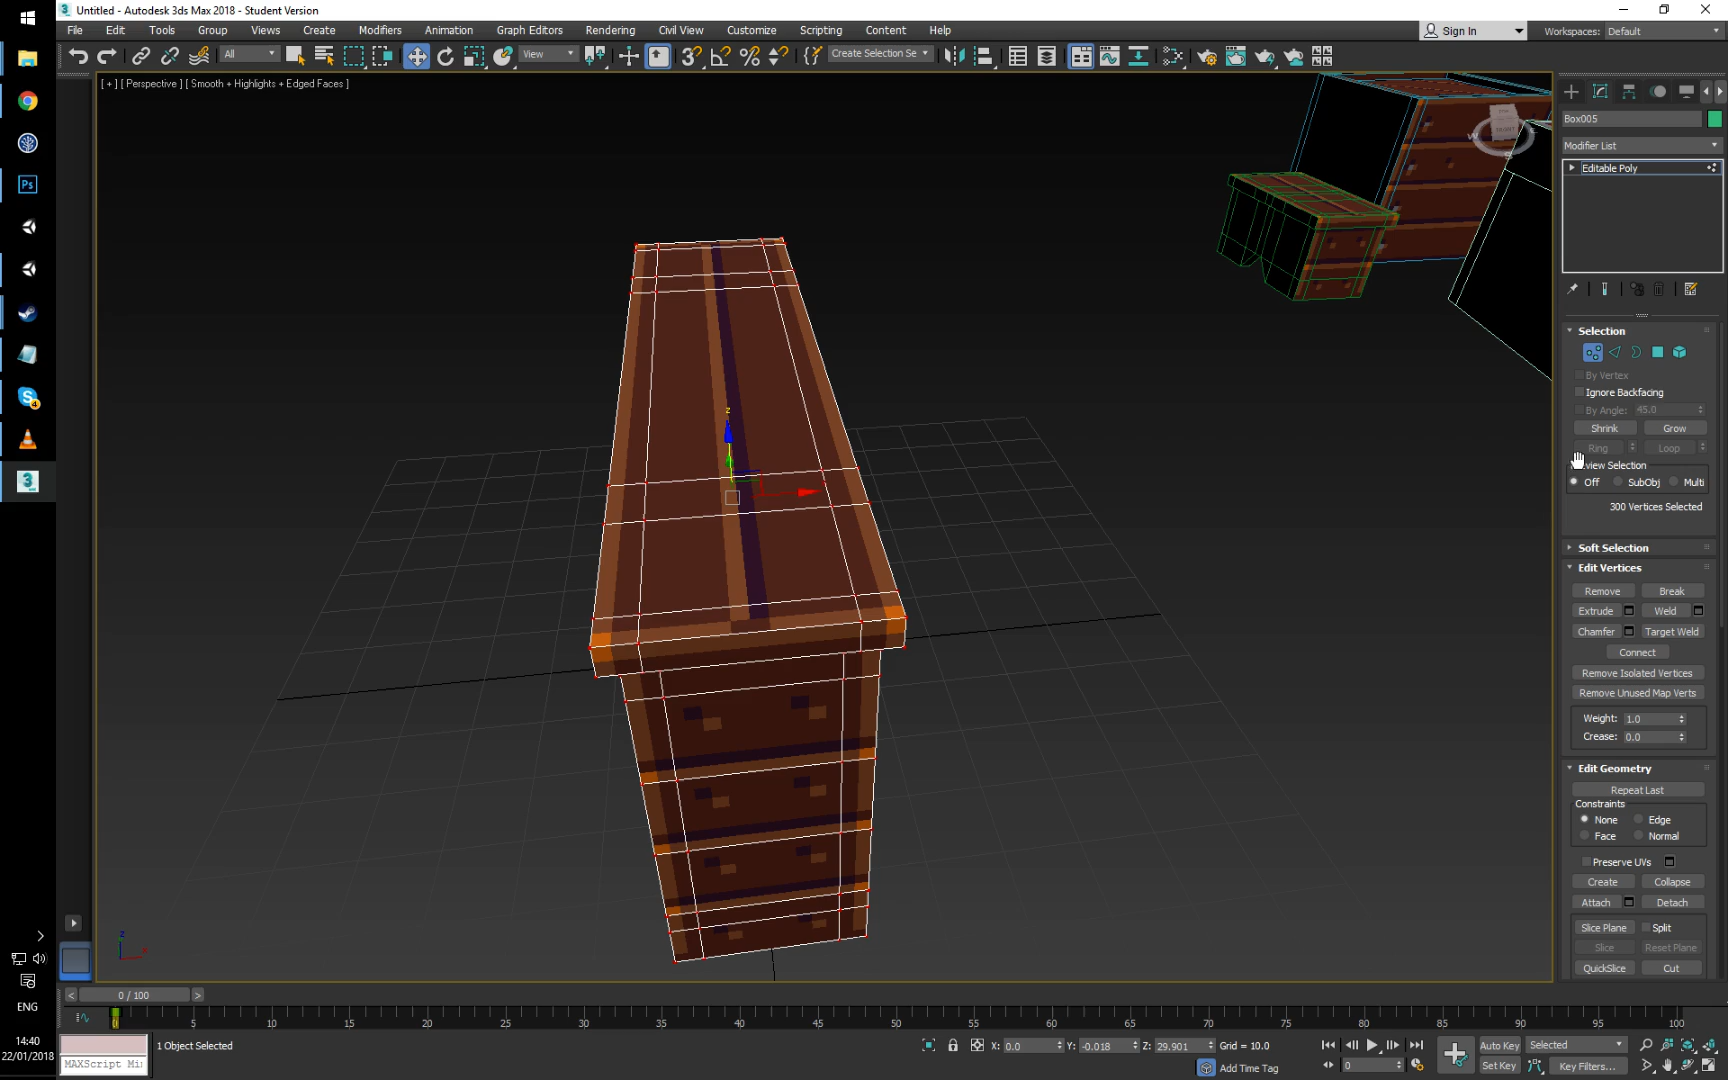 Untitled - Autodesk 3ds Max 2018 - Student Version
File Edit Tools Group Views Create Modifiers Animation Graph Editors Rendering Civil View Customize Scripting Content Help
Sign In
Workspaces: Default
All
View
Create Selection Se
[ + ] [ Perspective ] [ Smooth + Highlights + Edged Faces ]
Box005
Modifier List
Editable Poly
Selection
By Vertex
Ignore Backfacing
By Angle: 45.0
Shrink Grow
Ring Loop
view Selection
Off SubObj Multi
300 Vertices Selected
Soft Selection
Edit Vertices
Remove Break
Extrude Weld
Chamfer Target Weld
Connect
Remove Isolated Vertices
Remove Unused Map Verts
Weight: 1.0
Crease: 0.0
Edit Geometry
Repeat Last
Constraints
None Edge
Face Normal
Preserve UVs
Create Collapse
Attach Detach
Slice Plane Split
Slice Reset Plane
QuickSlice Cut
< 0 / 100 >
0 5 10 15 20 25 30 35 40 45 50 55 60 65 70 75 80 85 90 95 100
1 Object Selected
MAXScript Mi
X: 0.0 Y: -0.018 Z: 29.901 Grid = 10.0
Add Time Tag
0
Auto Key Selected
Set Key Key Filters...
Ps
ENG
14:40
22/01/2018